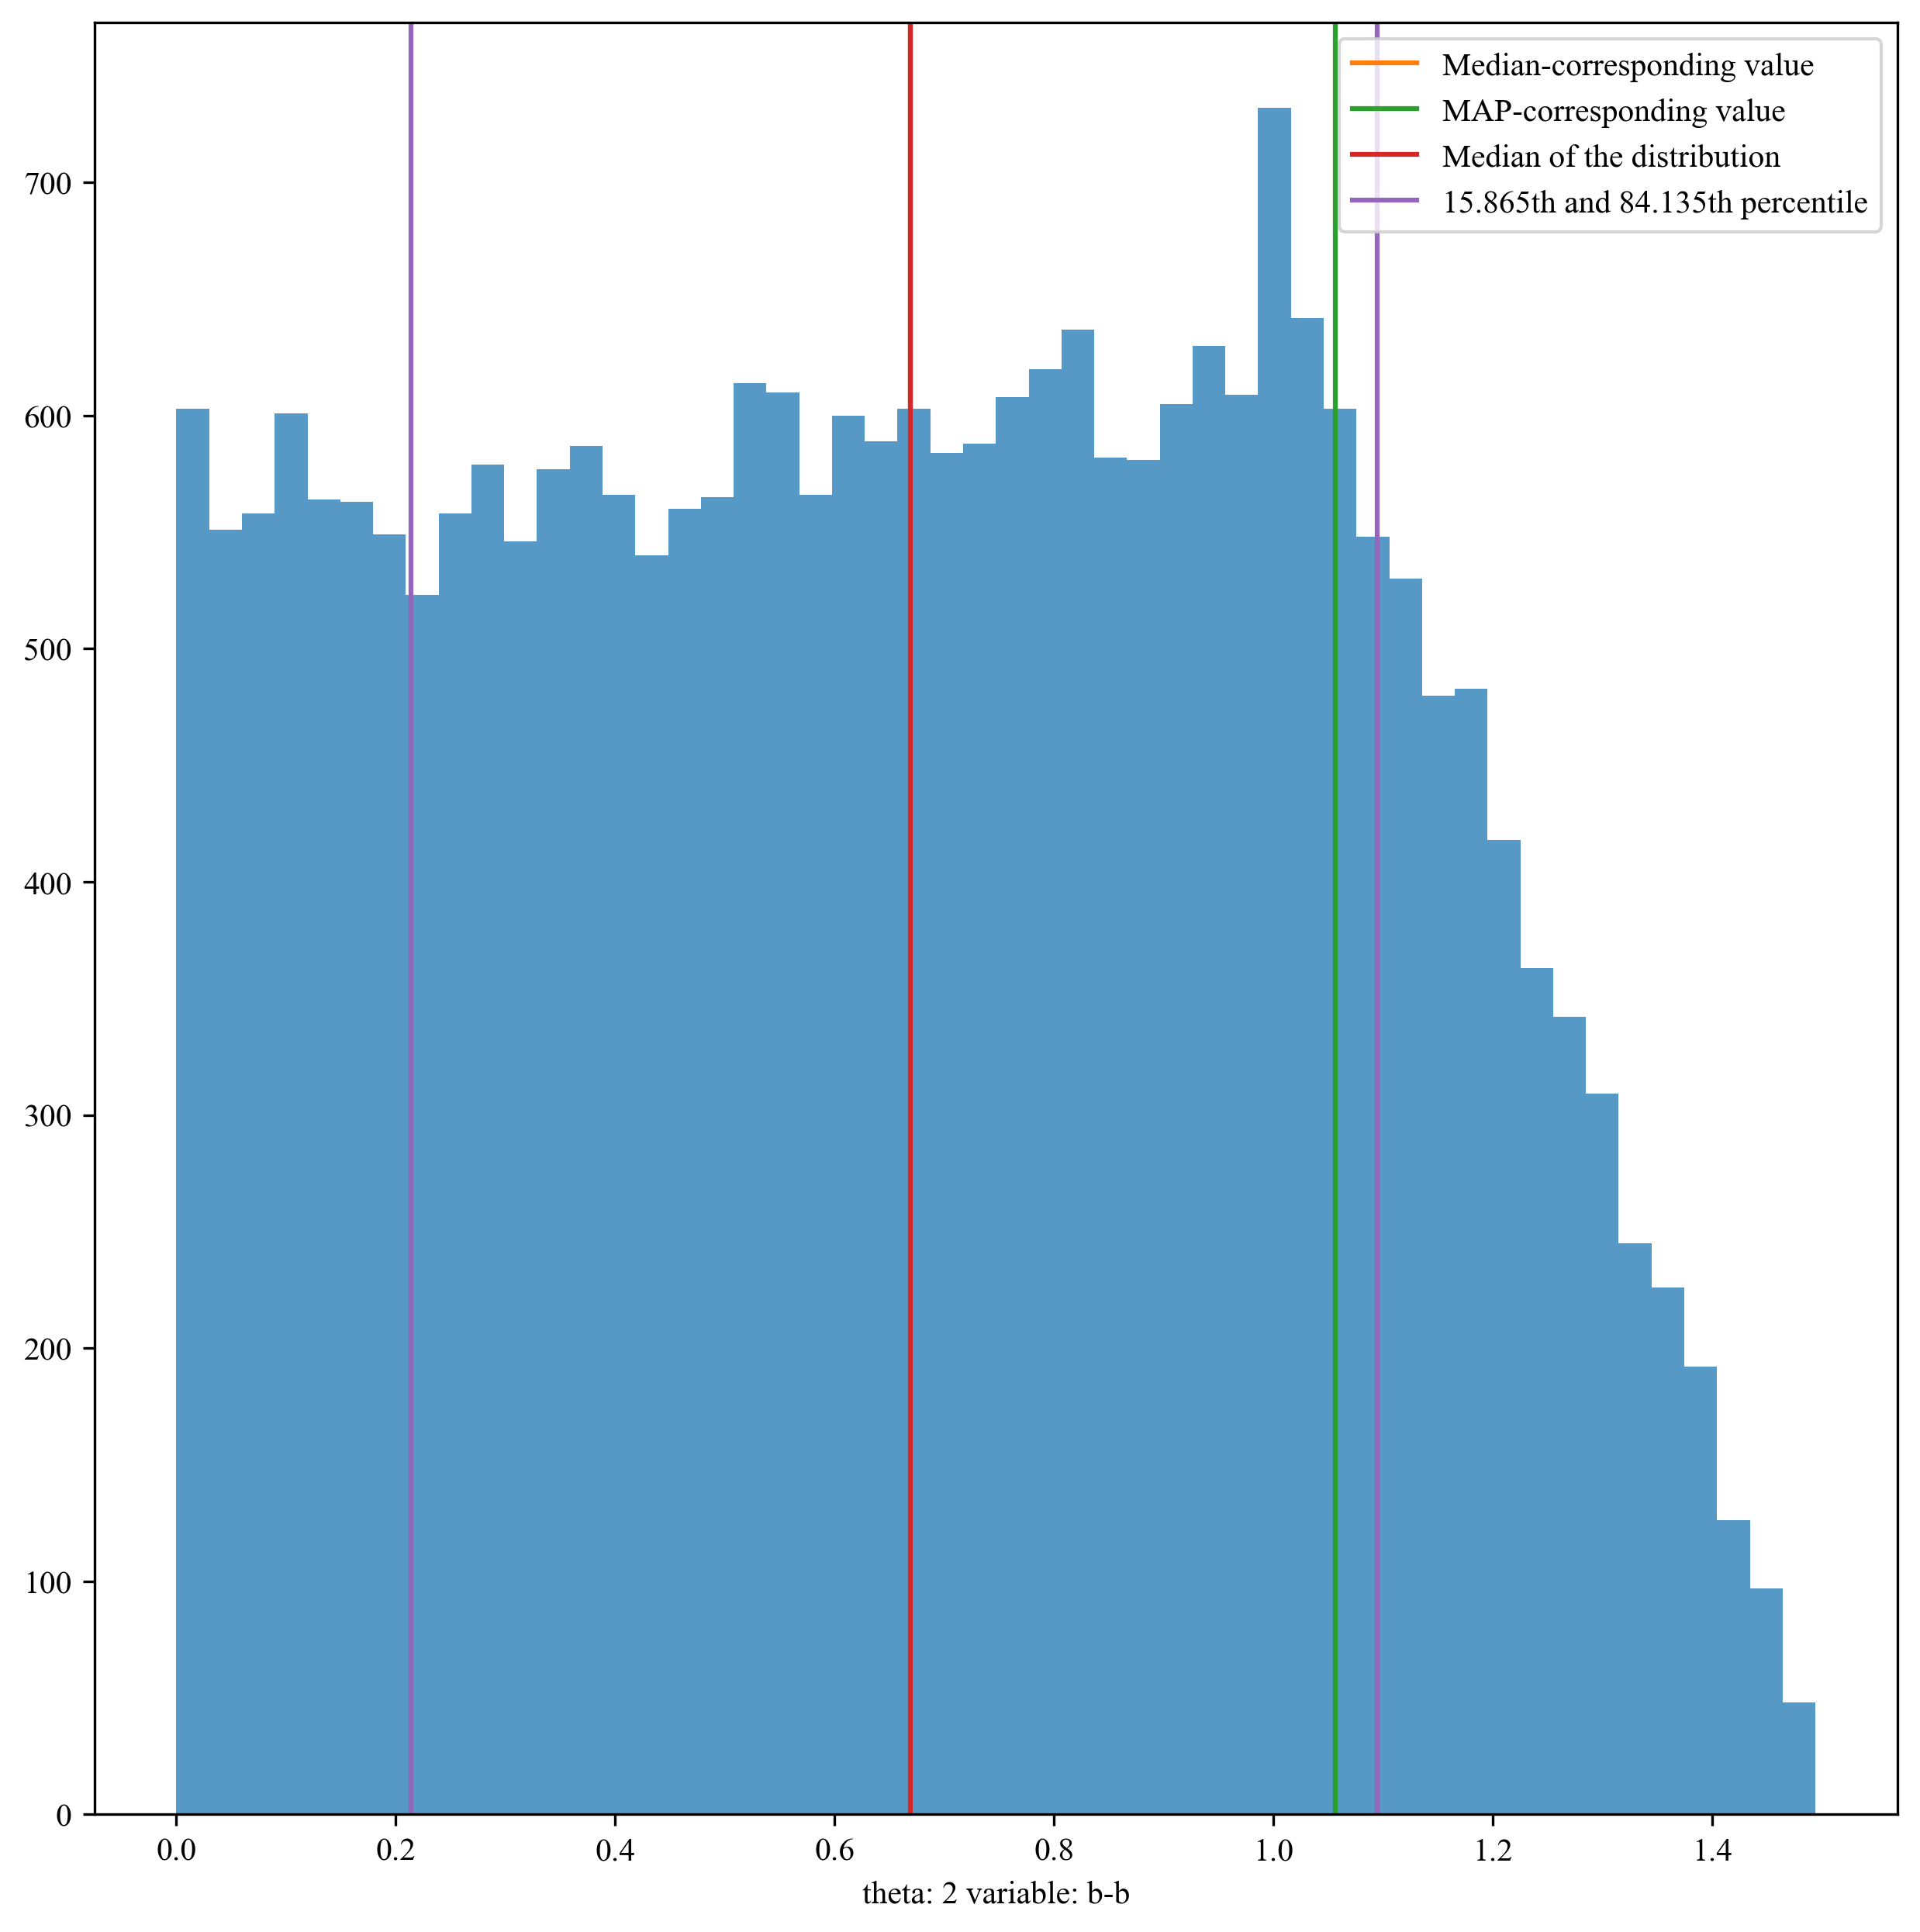 Median-corresponding value
MAP-corresponding value
Median of the distribution
15.865th and 84.135th percentile
700
600
500
400
300
200
100
0
0.0 0.2 0.4 0.6 0.8 1.0 1.2 1.4
theta: 2 variable: b-b